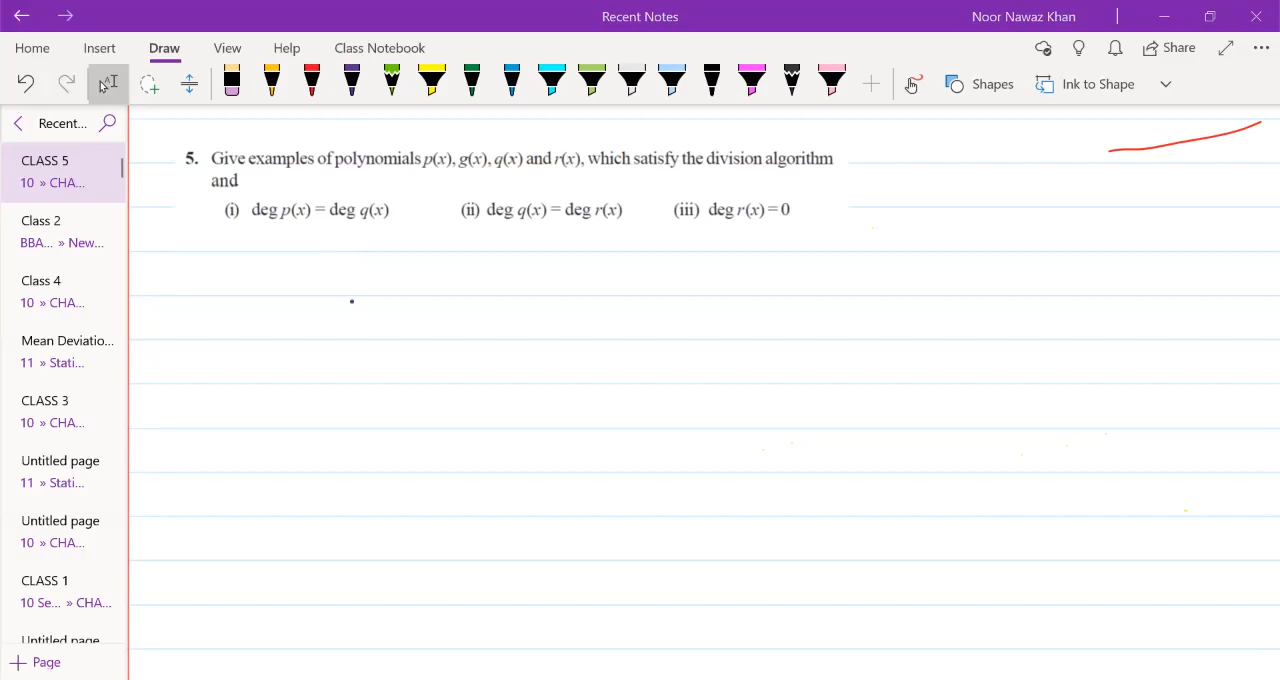 Recent Notes
Noor Nawaz Khan
Home Insert Draw View Help Class Notebook
Share
Shapes
Ink to Shape
Recent...
CLASS 5
10 » CHA...
Class 2
BBA... » New...
Class 4
10 » CHA...
Mean Deviatio...
11 » Stati...
CLASS 3
10 » CHA...
Untitled page
11 » Stati...
Untitled page
10 » CHA...
CLASS 1
10 Se... » CHA...
Untitled page
Page
5. Give examples of polynomials p(x), g(x), q(x) and r(x), which satisfy the division algorithm
and
(i) deg p(x) = deg q(x) (ii) deg q(x) = deg r(x) (iii) deg r(x) = 0